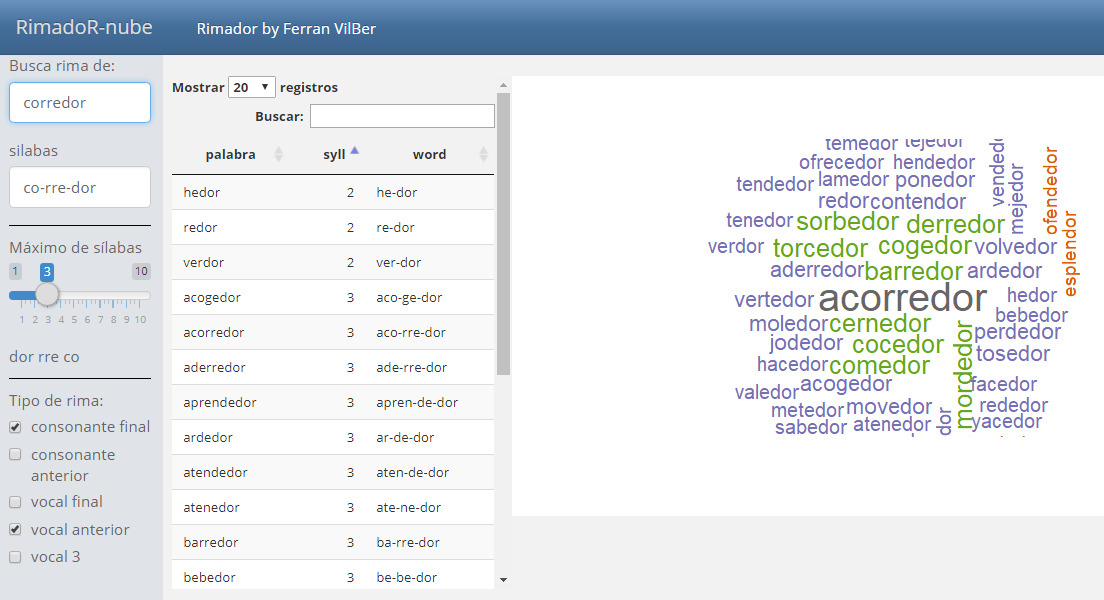 RimadoR-nube
Rimador by Ferran VilBer
Busca rima de:
corredor
silabas
co-rre-dor
Máximo de sílabas
1 3 10
1 2 3 4 5 6 7 8 9 10
dor rre co
Tipo de rima:
consonante final
consonante
anterior
vocal final
vocal anterior
vocal 3
Mostrar 20 registros
Buscar:
palabra syll word
hedor 2 he-dor
redor 2 re-dor
verdor 2 ver-dor
acogedor 3 aco-ge-dor
acorredor 3 aco-rre-dor
aderredor 3 ade-rre-dor
aprendedor 3 apren-de-dor
ardedor 3 ar-de-dor
atendedor 3 aten-de-dor
atenedor 3 ate-ne-dor
barredor 3 ba-rre-dor
bebedor 3 be-be-dor
temedor tejedor
ofrecedor hendedor
tendedor lamedor ponedor
redor contendor
tenedor sorbedor derredor
verdor torcedor cogedor volvedor
aderredor barredor ardedor
vertedor acorredor hedor
bebedor
moledor cernedor perdedor
jodedor cocedor tosedor
hacedor comedor
valedor acogedor facedor
metedor movedor rededor
sabedor atenedor yacedor
dor
mordedor
mejedor
ofendedor
esplendor